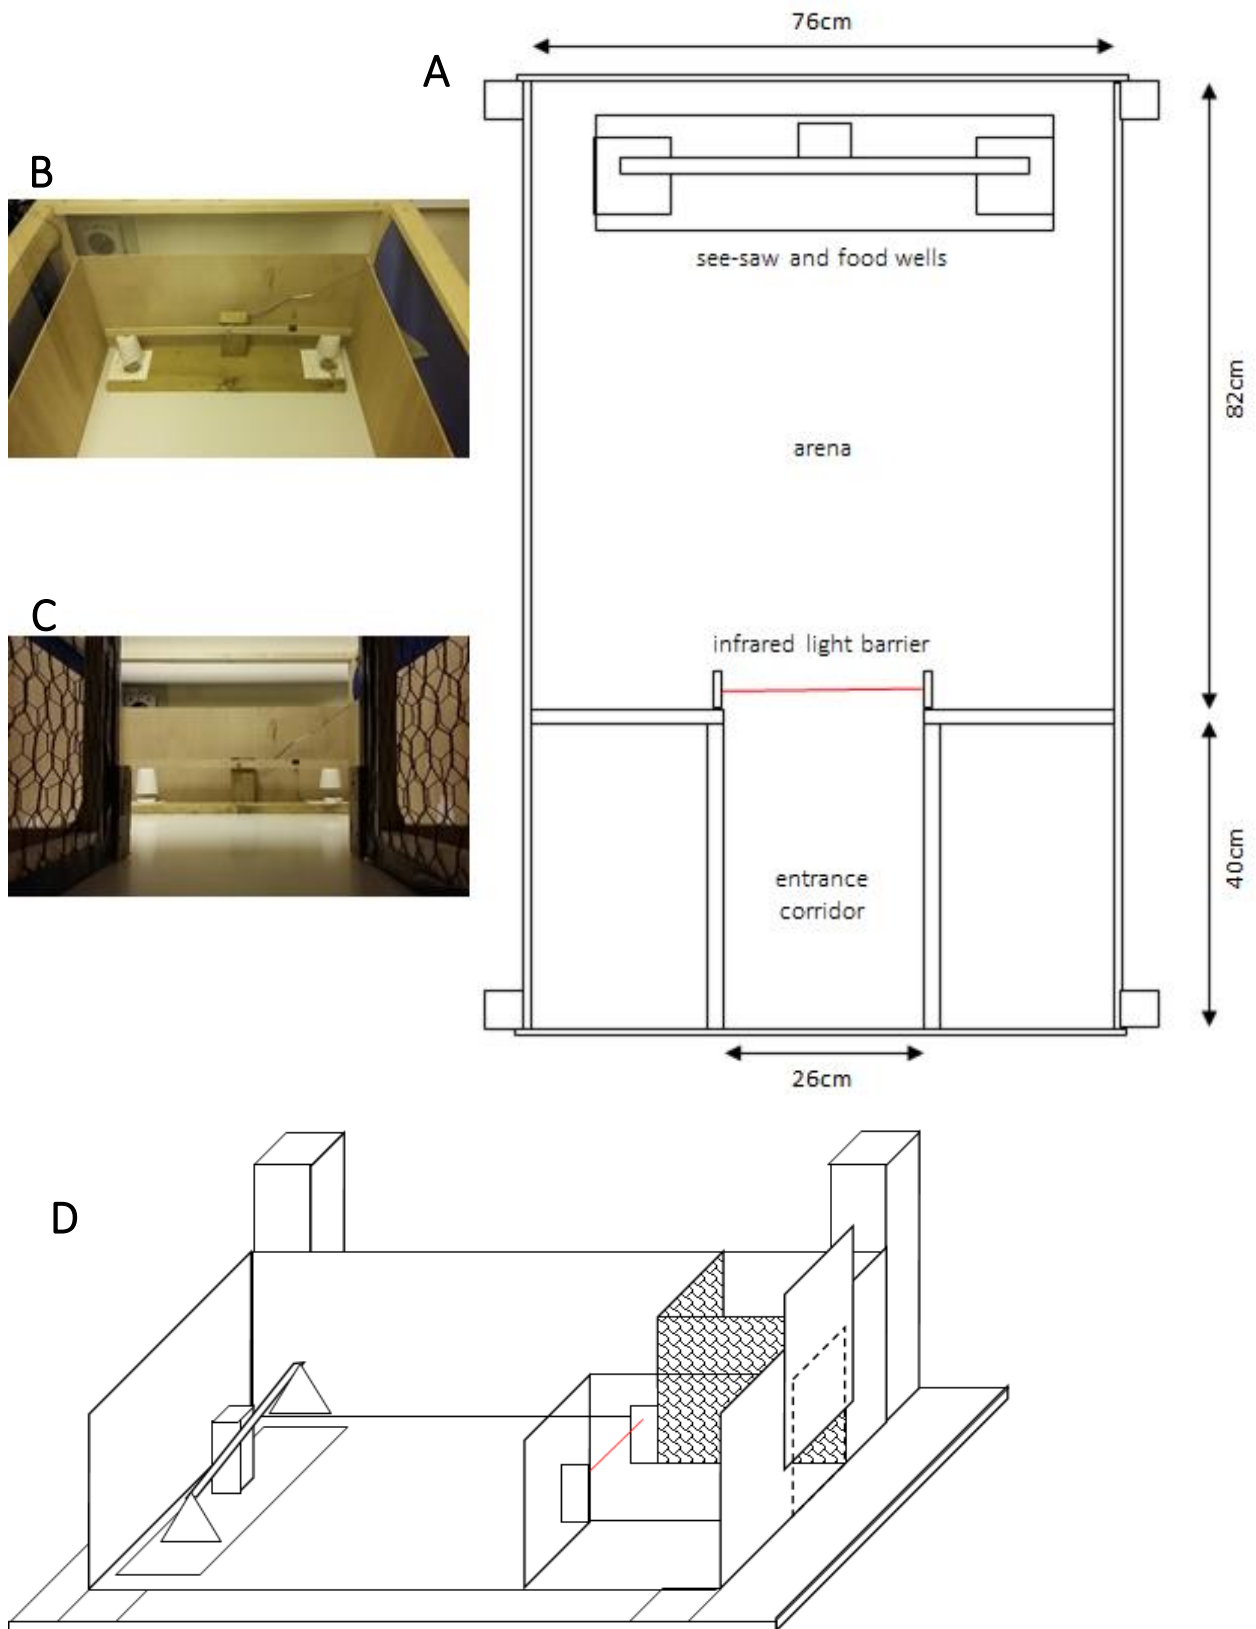 76cm
A
B
see-saw and food wells
82cm
arena
C
infrared light barrier
40cm
entrance
corridor
26cm
D